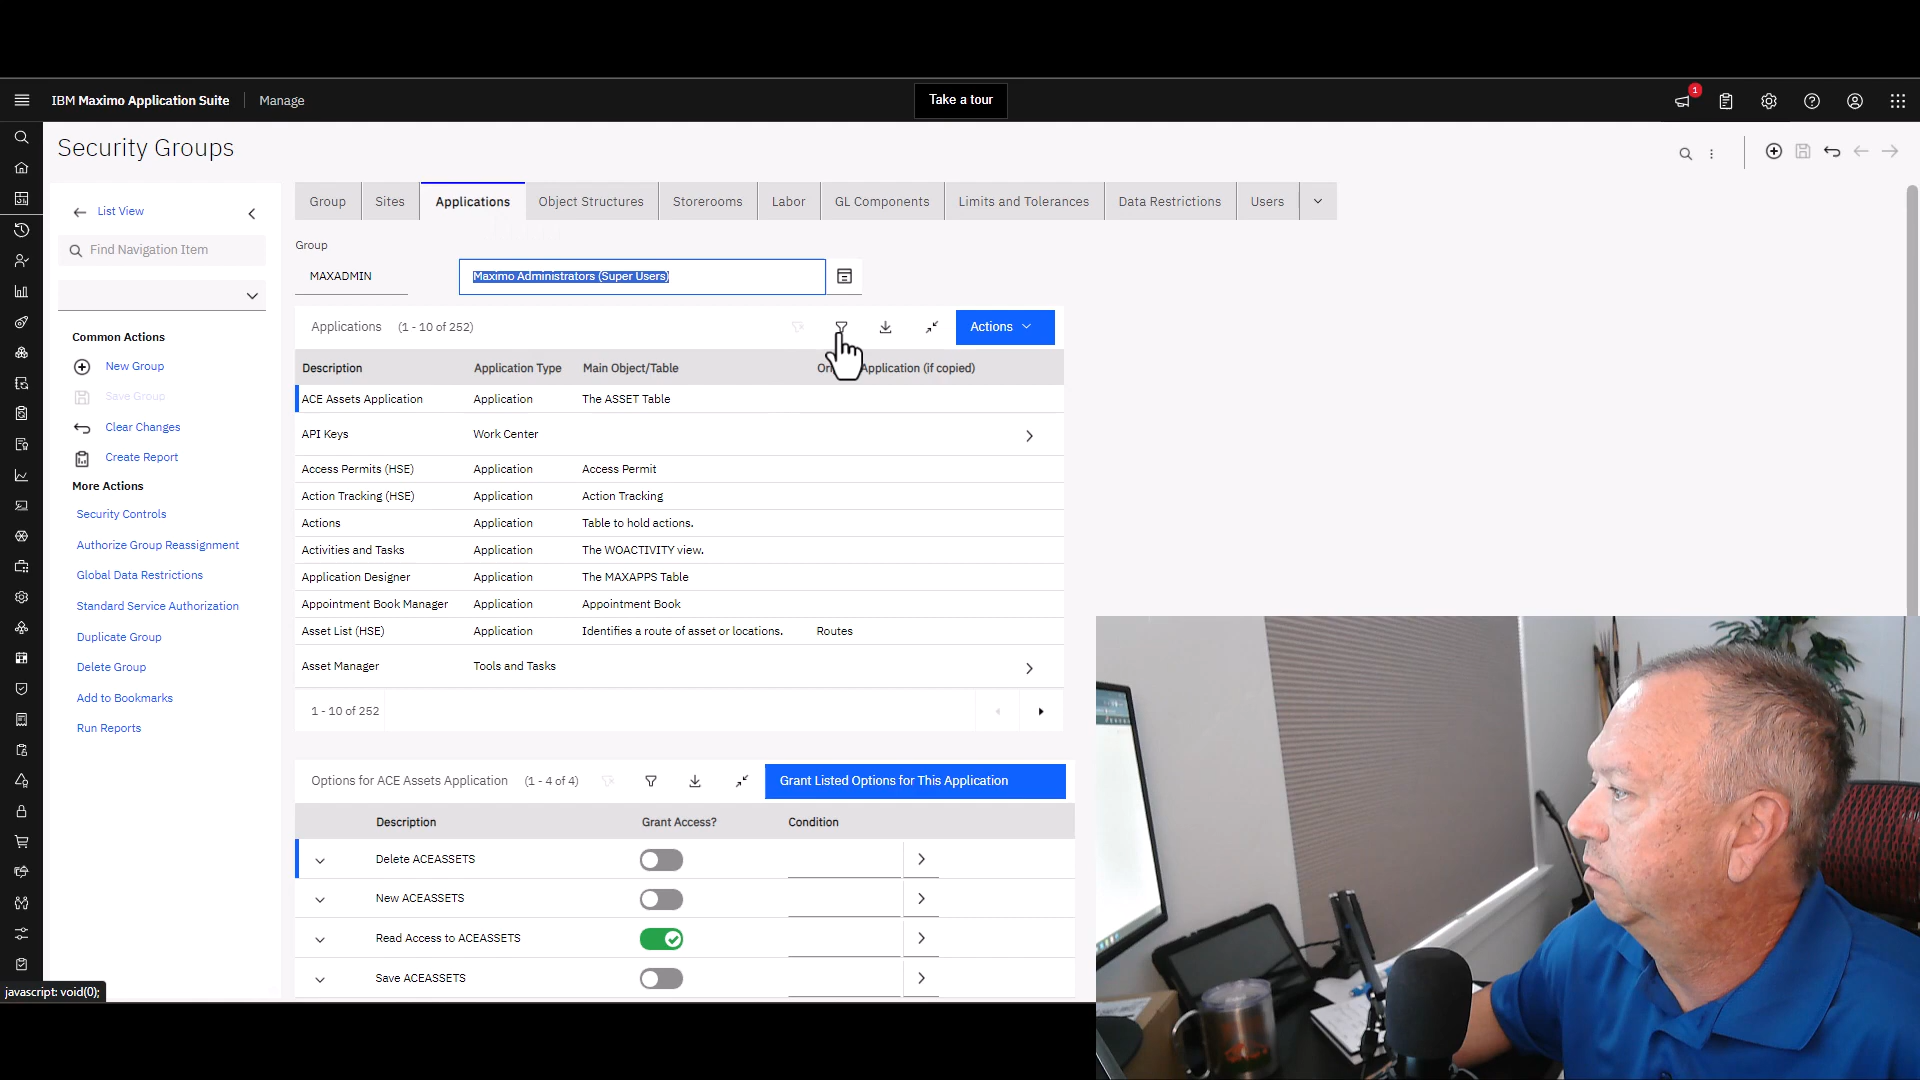 IBM Maximo Application Suite
Manage
Take a tour
1
Security Groups
List View
Find Navigation Item
Common Actions
New Group
Save Group
Clear Changes
Create Report
More Actions
Security Controls
Authorize Group Reassignment
Global Data Restrictions
Standard Service Authorization
Duplicate Group
Delete Group
Add to Bookmarks
Run Reports
javascript: void(0);
Group Sites Applications Object Structures Storerooms Labor GL Components Limits and Tolerances Data Restrictions Users
Group
MAXADMIN Maximo Administrators (Super Users)
Applications (1 - 10 of 252) Actions
Description Application Type Main Object/Table Application (if copied)
ACE Assets Application Application The ASSET Table
API Keys Work Center
Access Permits (HSE) Application Access Permit
Action Tracking (HSE) Application Action Tracking
Actions Application Table to hold actions.
Activities and Tasks Application The WOACTIVITY view.
Application Designer Application The MAXAPPS Table
Appointment Book Manager Application Appointment Book
Asset List (HSE) Application Identifies a route of asset or locations. Routes
Asset Manager Tools and Tasks
1 - 10 of 252
Options for ACE Assets Application (1 - 4 of 4) Grant Listed Options for This Application
Description Grant Access? Condition
Delete ACEASSETS
New ACEASSETS
Read Access to ACEASSETS
Save ACEASSETS